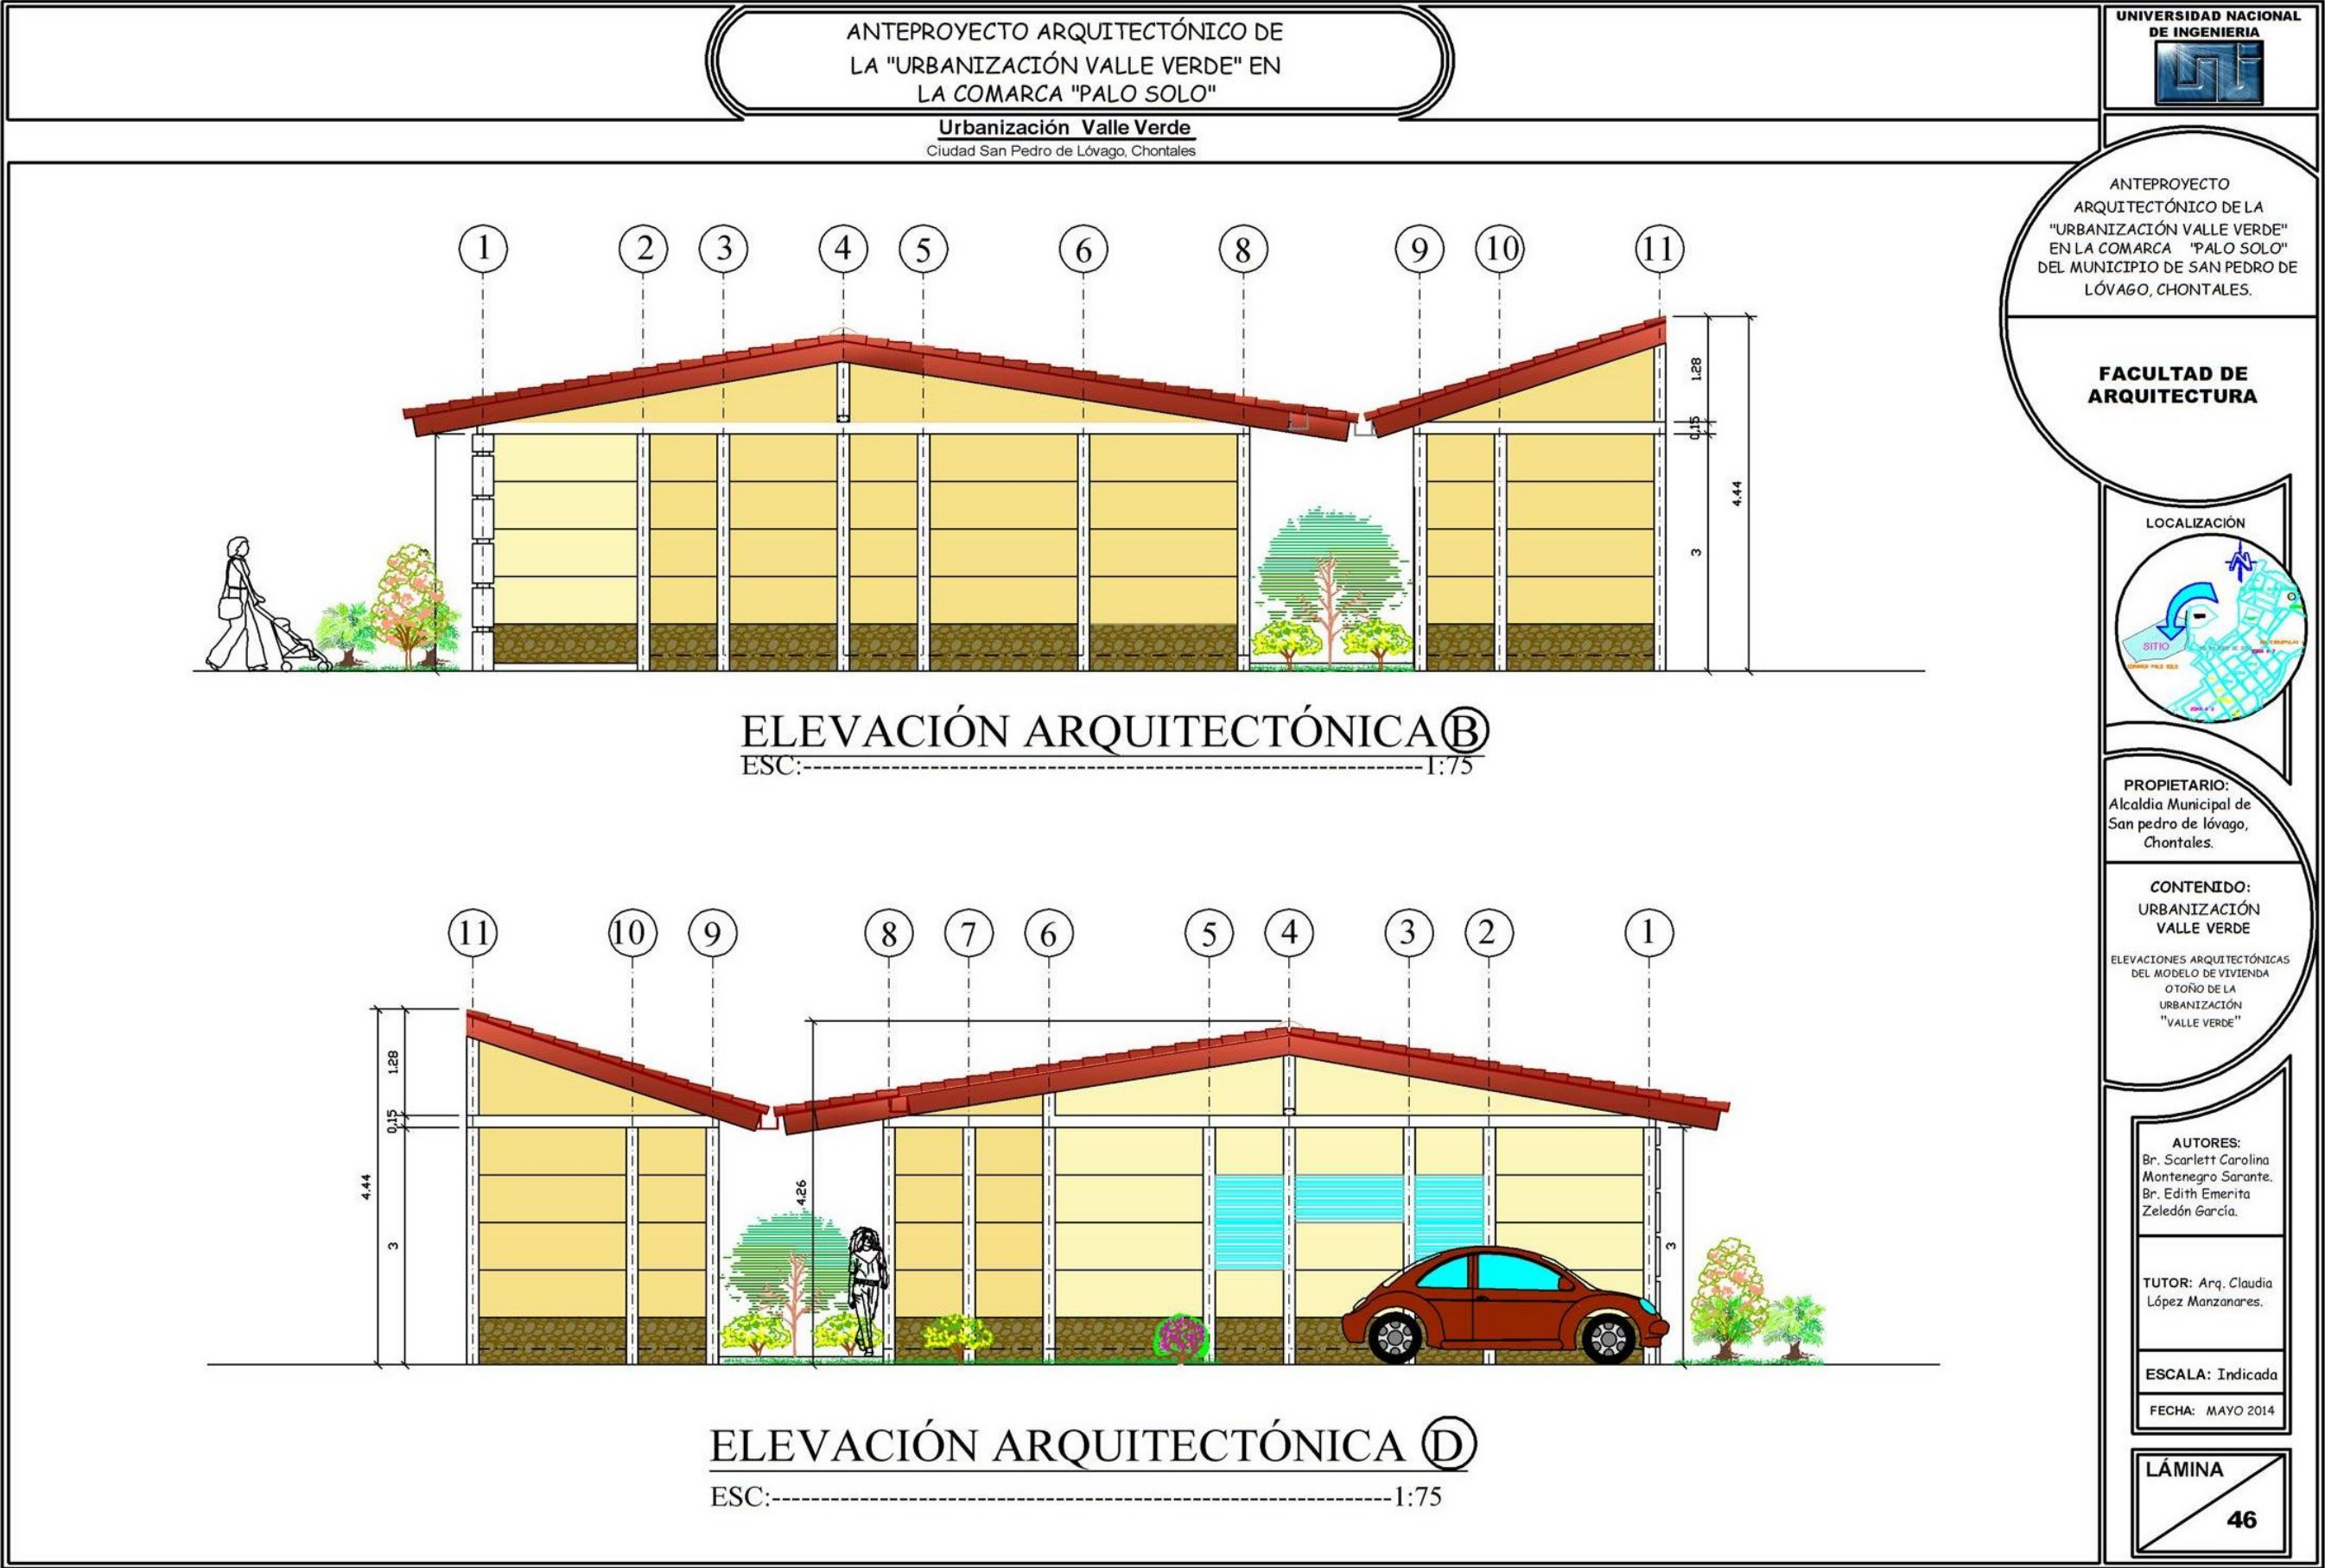 ANTEPROYECTO ARQUITECTÓNICO DE
LA "URBANIZACIÓN VALLE VERDE" EN
LA COMARCA "PALO SOLO"
Urbanización Valle Verde
Ciudad San Pedro de Lóvago, Chontales
1 2 3 4 5 6 8 9 10 11
1.28
0.15
4.44
3
3
ELEVACIÓN ARQUITECTÓNICA B
ESC:---------------------------------------------------------------1:75
11 10 9 8 7 6 5 4 3 2 1
1.28
0.15
4.44
4.26
3
3
ELEVACIÓN ARQUITECTÓNICA D
ESC:---------------------------------------------------------------1:75
UNIVERSIDAD NACIONAL
DE INGENIERIA
ANTEPROYECTO
ARQUITECTÓNICO DE LA
"URBANIZACIÓN VALLE VERDE"
EN LA COMARCA "PALO SOLO"
DEL MUNICIPIO DE SAN PEDRO DE
LÓVAGO, CHONTALES.
FACULTAD DE
ARQUITECTURA
LOCALIZACIÓN
N
SITIO
COMARCA PALO SOLO
PROPIETARIO:
Alcaldia Municipal de
San pedro de lóvago,
Chontales.
CONTENIDO:
URBANIZACIÓN
VALLE VERDE
ELEVACIONES ARQUITECTÓNICAS
DEL MODELO DE VIVIENDA
OTOÑO DE LA
URBANIZACIÓN
"VALLE VERDE"
AUTORES:
Br. Scarlett Carolina
Montenegro Sarante.
Br. Edith Emerita
Zeledón García.
TUTOR: Arq. Claudia
López Manzanares.
ESCALA: Indicada
FECHA: MAYO 2014
LÁMINA
46